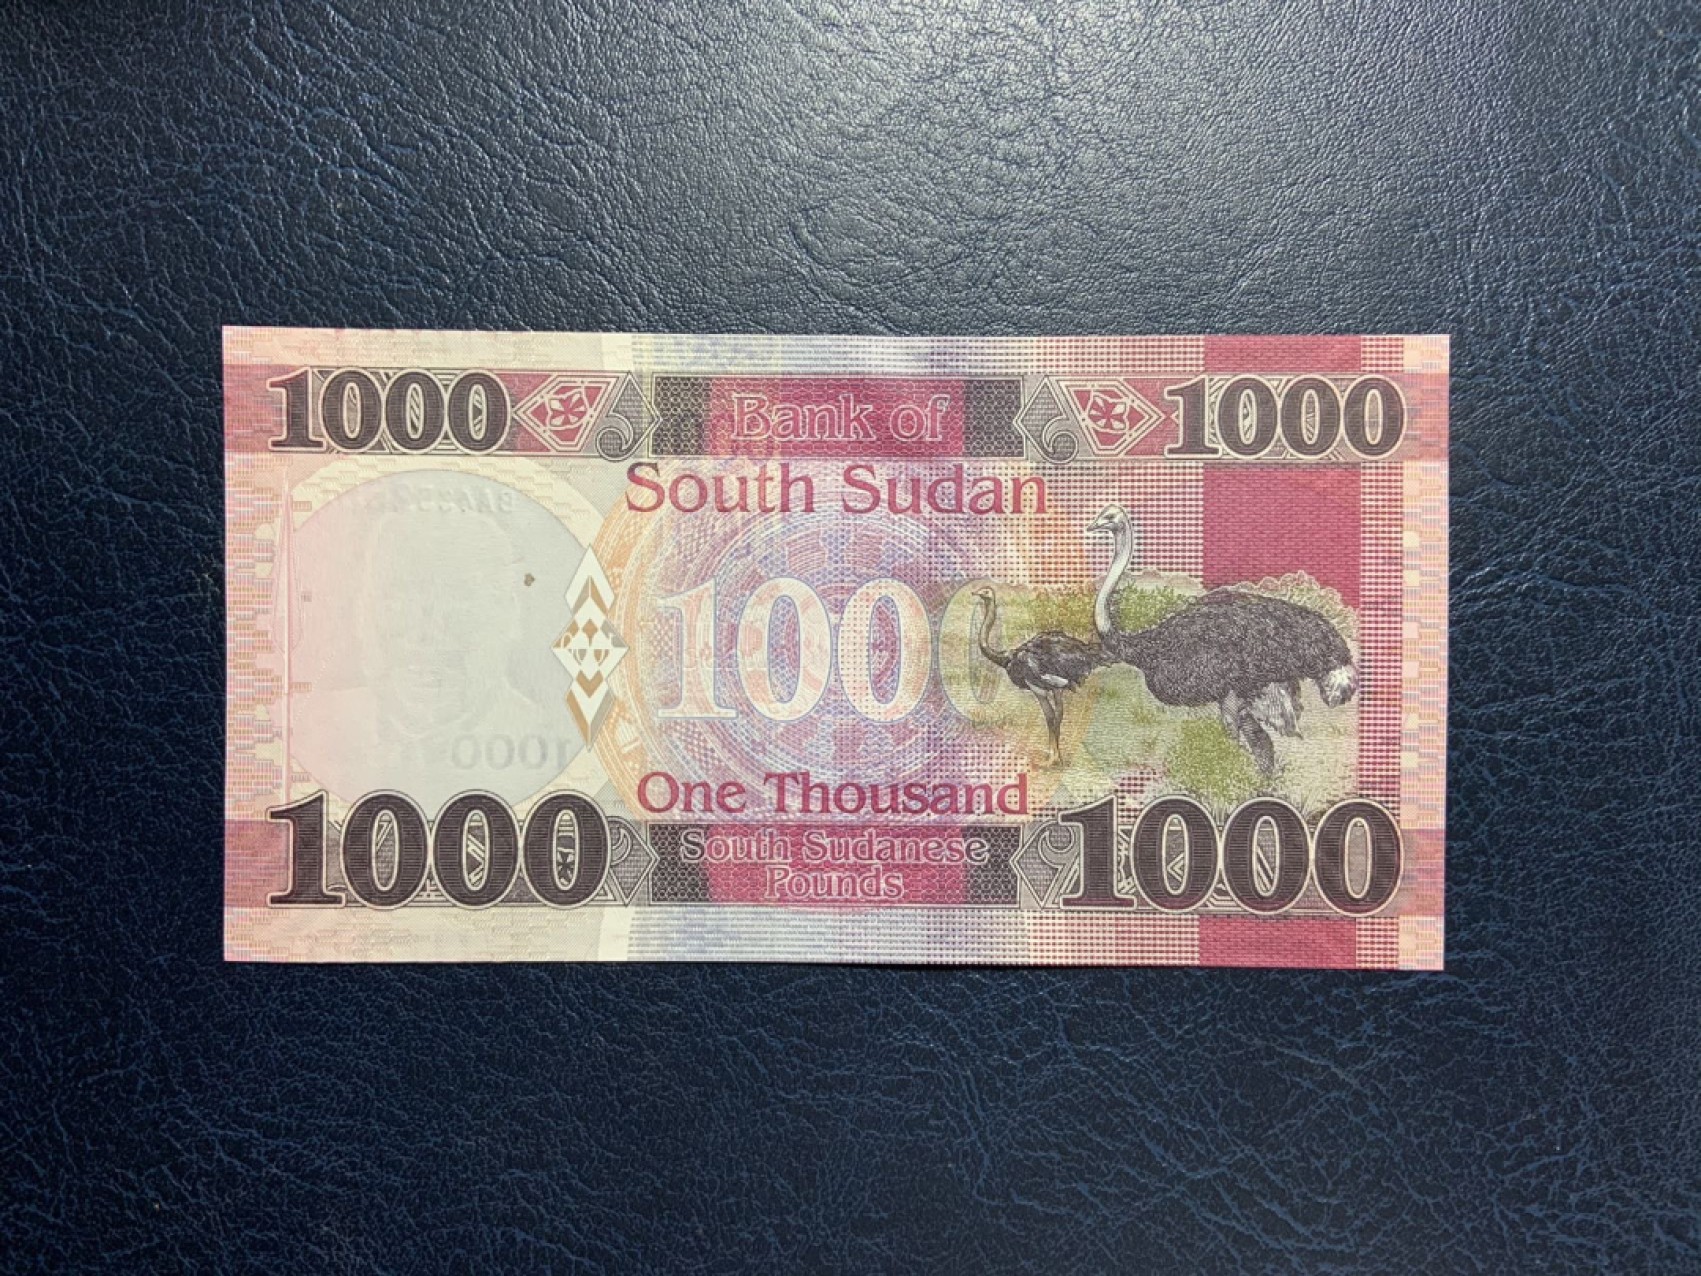 1000 Bank of 1000
South Sudan
1000
One Thousand
1000 South Sudanese 1000
Pounds